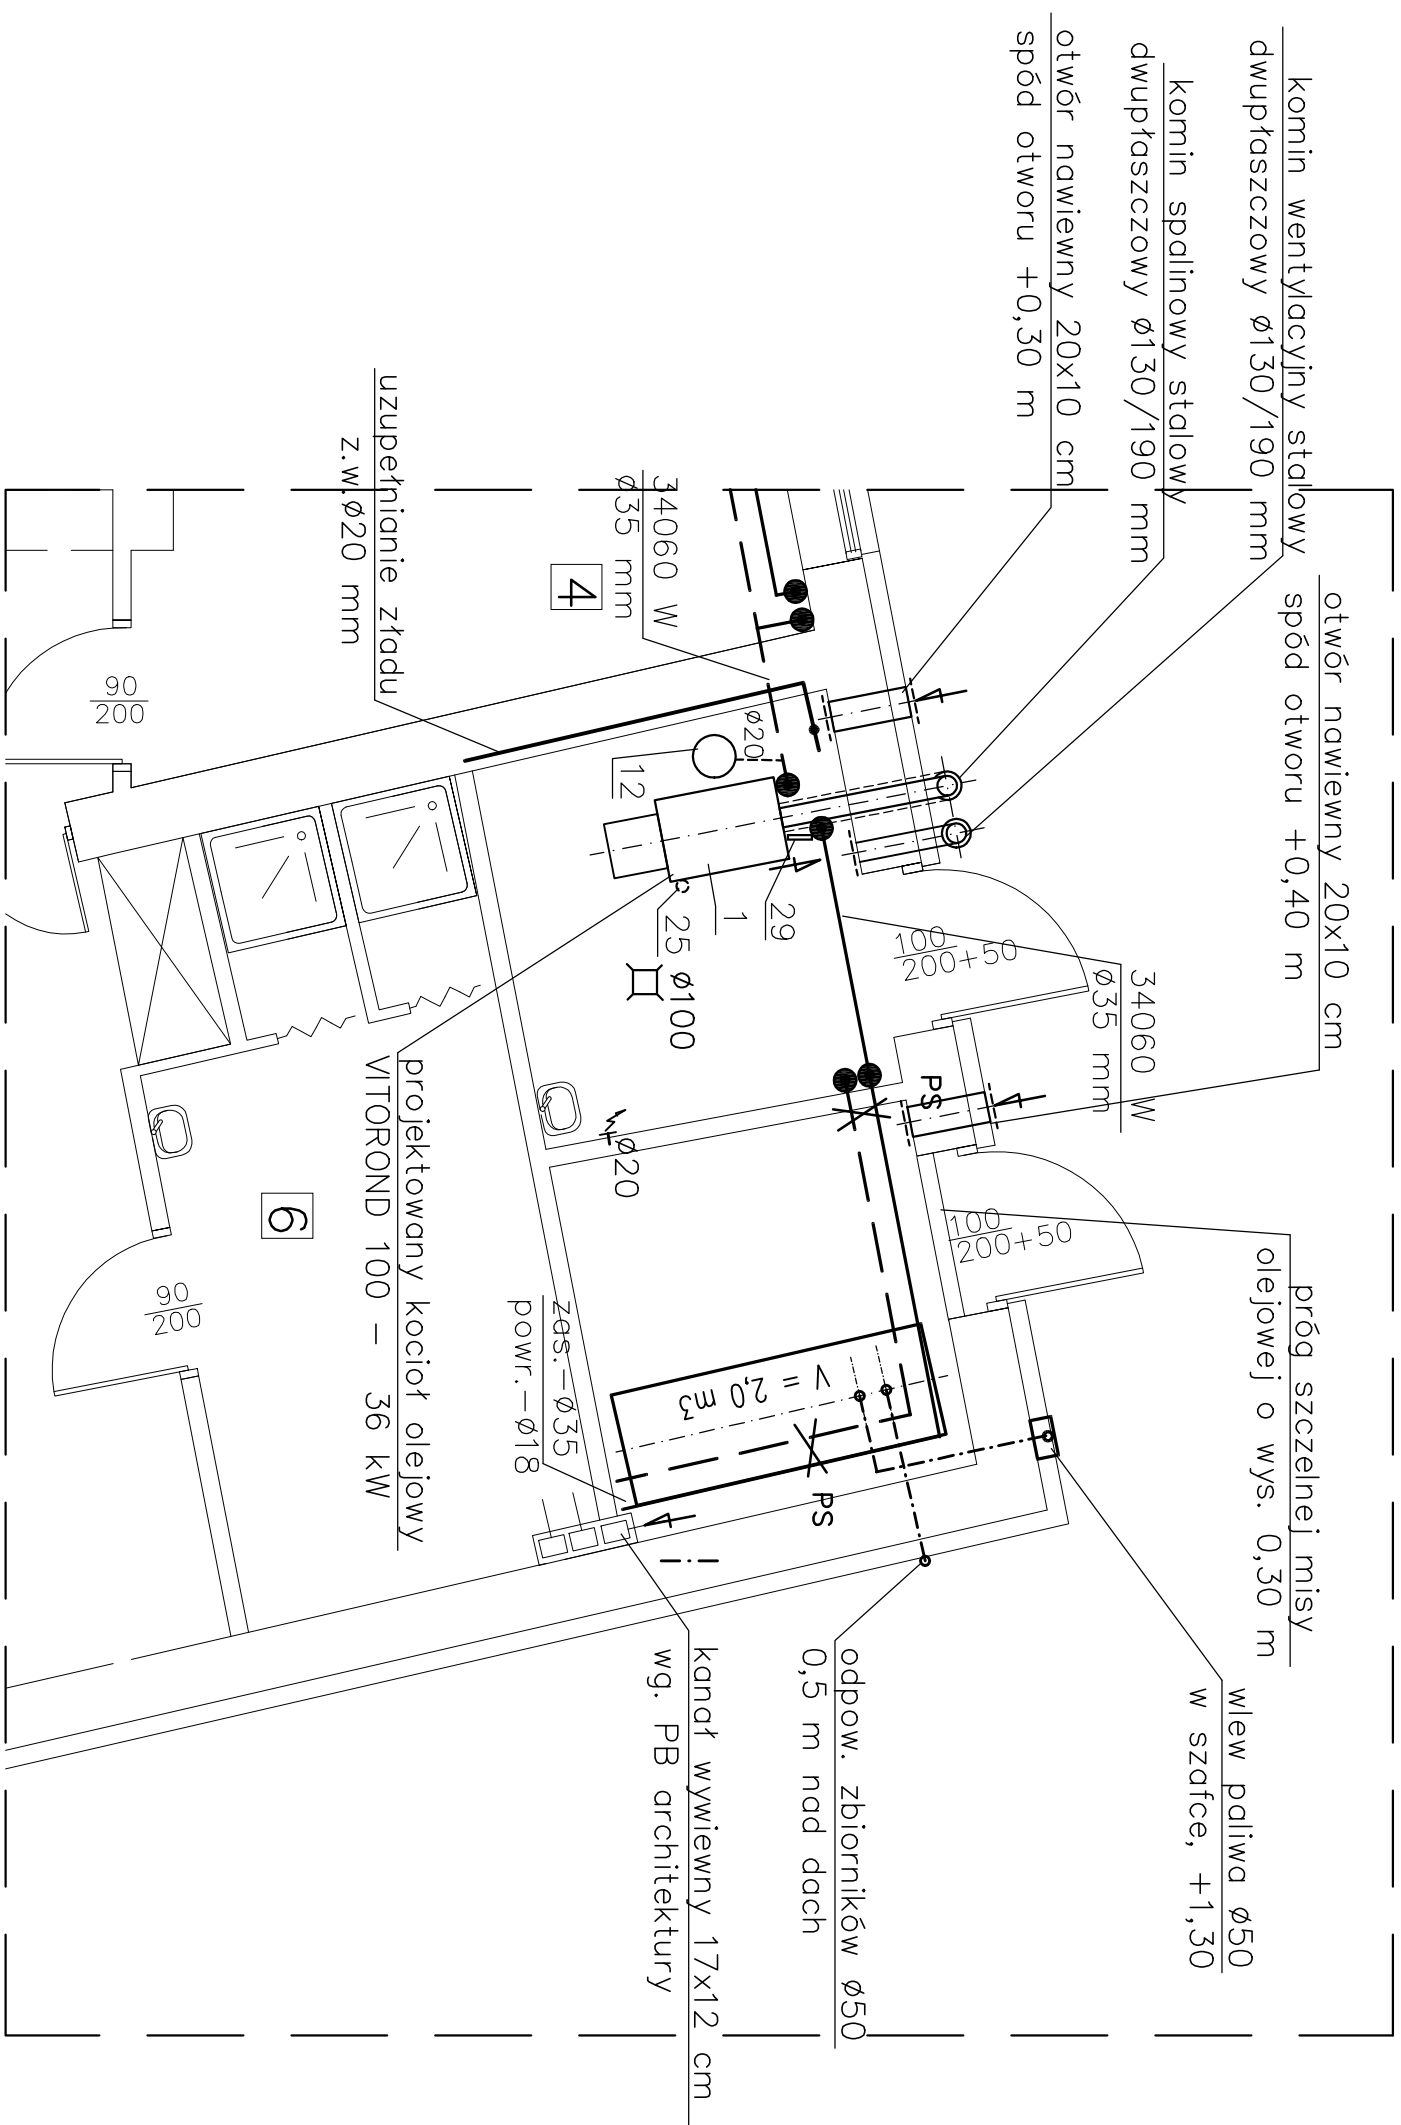 komin wentylacyjny stalowy
dwupłaszczowy ø130/190 mm
komin spalinowy stalowy
dwupłaszczowy ø130/190 mm
otwór nawiewny 20x10 cm
spód otworu +0,30 m
otwór nawiewny 20x10 cm
spód otworu +0,40 m
34060 W
ø35 mm
uzupełnianie zładu
z.w.ø20 mm
4
90
200
ø20
12
1
29
25
ø100
100
200+50
34060 W
ø35 mm
PS
ø20
100
200+50
próg szczelnej misy
olejowej o wys. 0,30 m
projektowany kocioł olejowy
VITOROND 100 - 36 kW
6
90
200
zas.-ø35
powr.-ø18
V = 2,0 m3
PS
wlew paliwa ø50
w szafce, +1,30
odpow. zbiorników ø50
0,5 m nad dach
kanał wywiewny 17x12 cm
wg. PB architektury